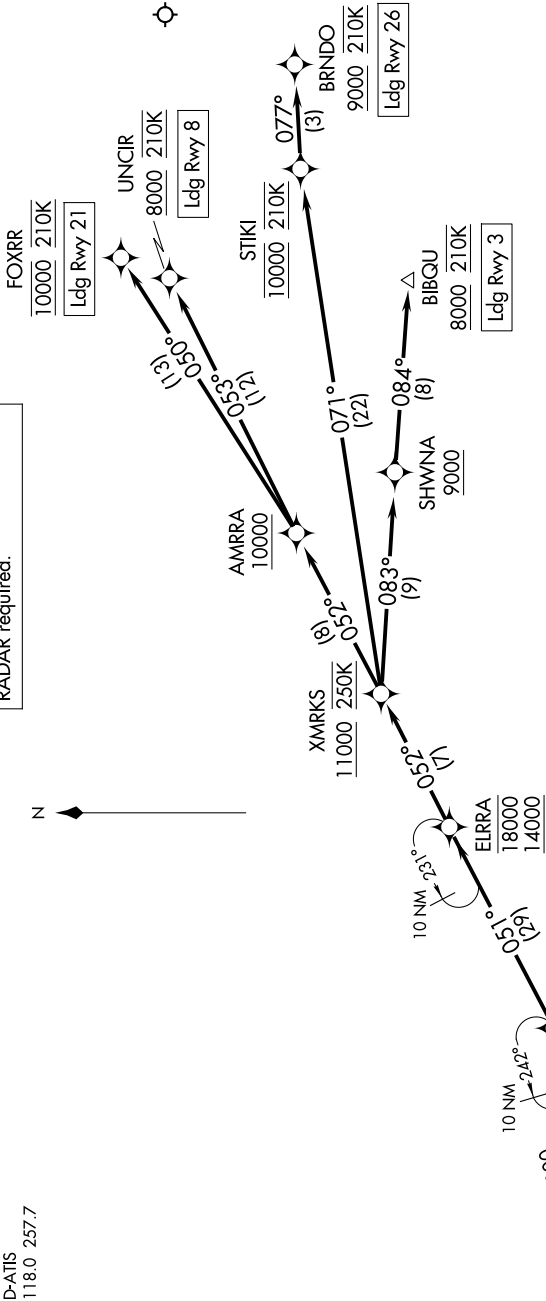 RADAR required.
D-ATIS
118.0 257.7
N
FOXRR
10000 210K
Ldg Rwy 21
UNCIR
8000 210K
Ldg Rwy 8
BRNDO
9000 210K
Ldg Rwy 26
STIKI
10000 210K
BIBQU
8000 210K
Ldg Rwy 3
SHWNA
9000
AMRRA
10000
XMRKS
11000 250K
ELRRA
18000
14000
050°
(13)
053°
(12)
077°
(3)
071°
(22)
084°
(8)
083°
(9)
052°
(8)
052°
(7)
051°
(29)
10 NM
231°
10 NM
242°